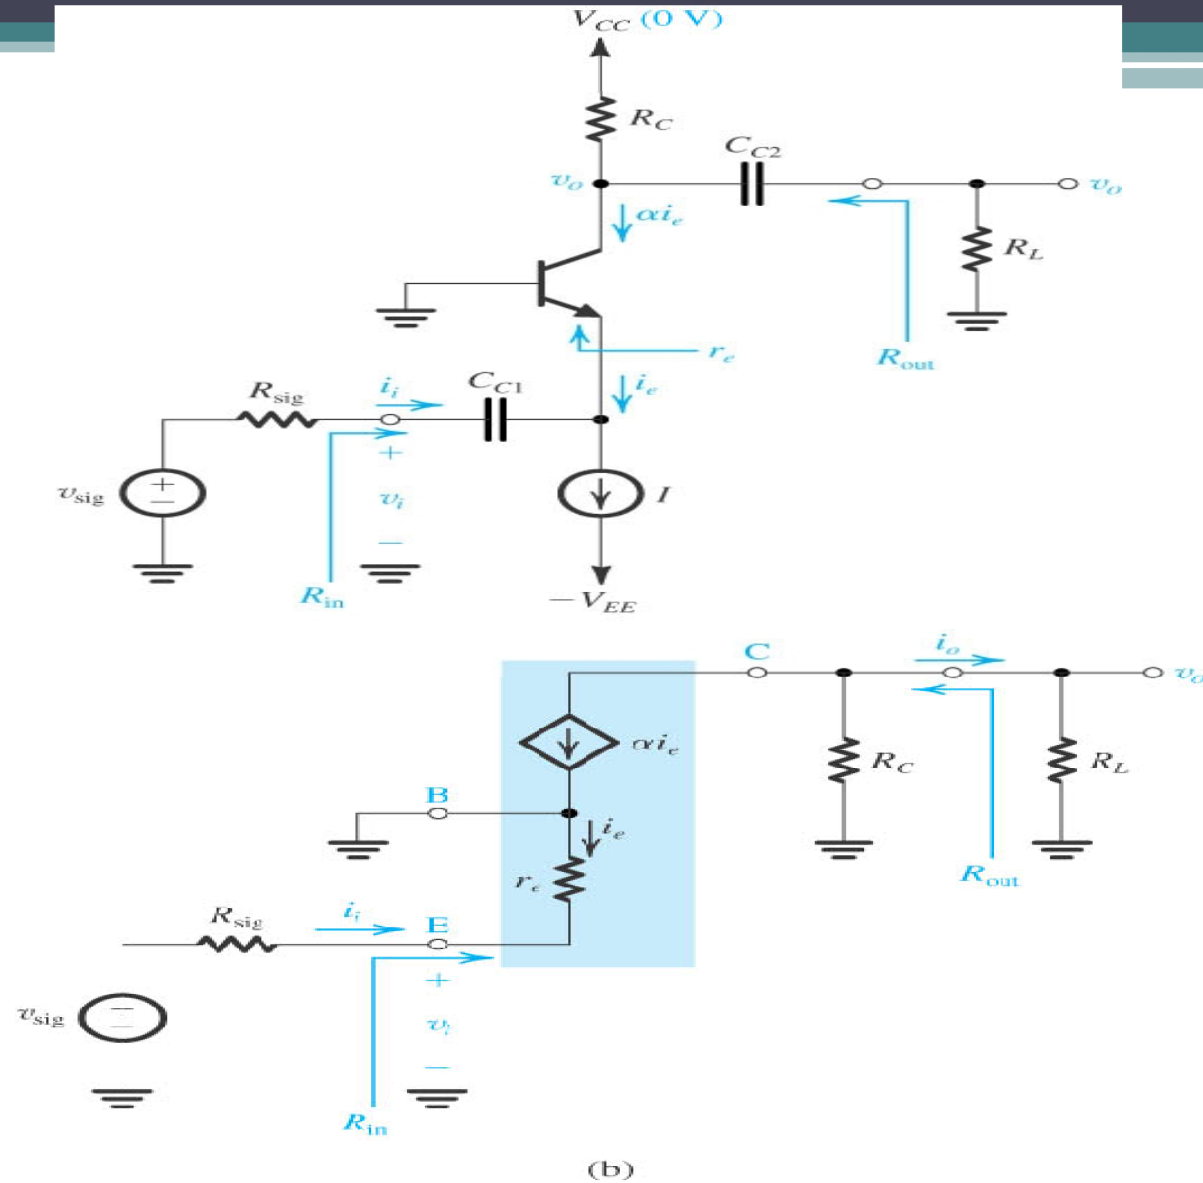 V_CC (0 V)
R_C
C_C2
v_o
v_o
αi_e
R_L
r_e
R_out
R_sig
i_i
C_C1
i_e
+
v_sig
+
−
v_i
I
−
R_in
−V_EE
C
i_o
v_o
αi_e
R_C
R_L
B
i_e
r_e
R_out
R_sig
i_i
E
+
v_sig
v_i
−
R_in
(b)